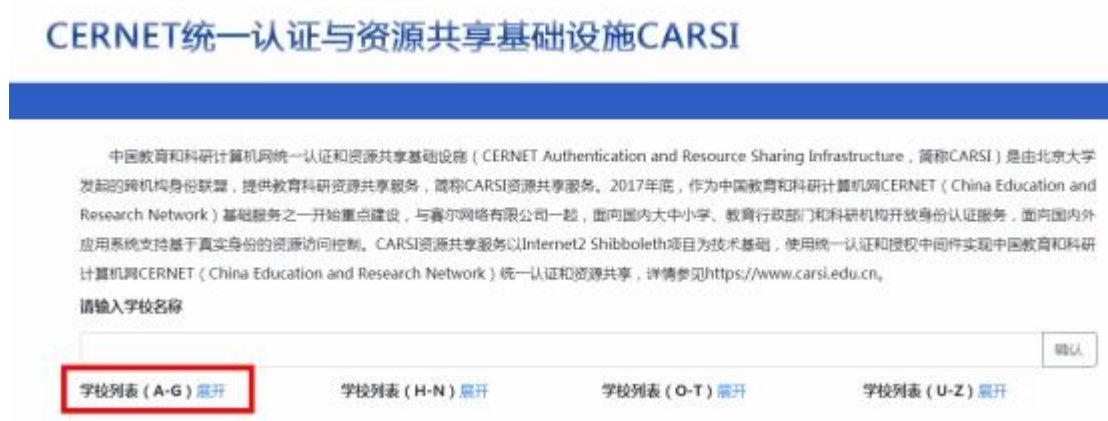 CERNET统一认证与资源共享基础设施CARSI
中国教育和科研计算机网统一认证和资源共享基础设施（CERNET Authentication and Resource Sharing Infrastructure，简称CARSI）是由北京大学
发起的跨机构身份联盟，提供教育科研资源共享服务，简称CARSI资源共享服务。2017年底，作为中国教育和科研计算机网CERNET（China Education and
Research Network）基础服务之一开始重点建设，与赛尔网络有限公司一起，面向国内大中小学、教育行政部门和科研机构开放身份认证服务，面向国内外
应用系统支持基于真实身份的资源访问控制。CARSI资源共享服务以Internet2 Shibboleth项目为技术基础，使用统一认证和授权中间件实现中国教育和科研
计算机网CERNET（China Education and Research Network）统一认证和资源共享，详情参见https://www.carsi.edu.cn。
请输入学校名称
确认
学校列表（A-G）展开 学校列表（H-N）展开 学校列表（O-T）展开 学校列表（U-Z）展开